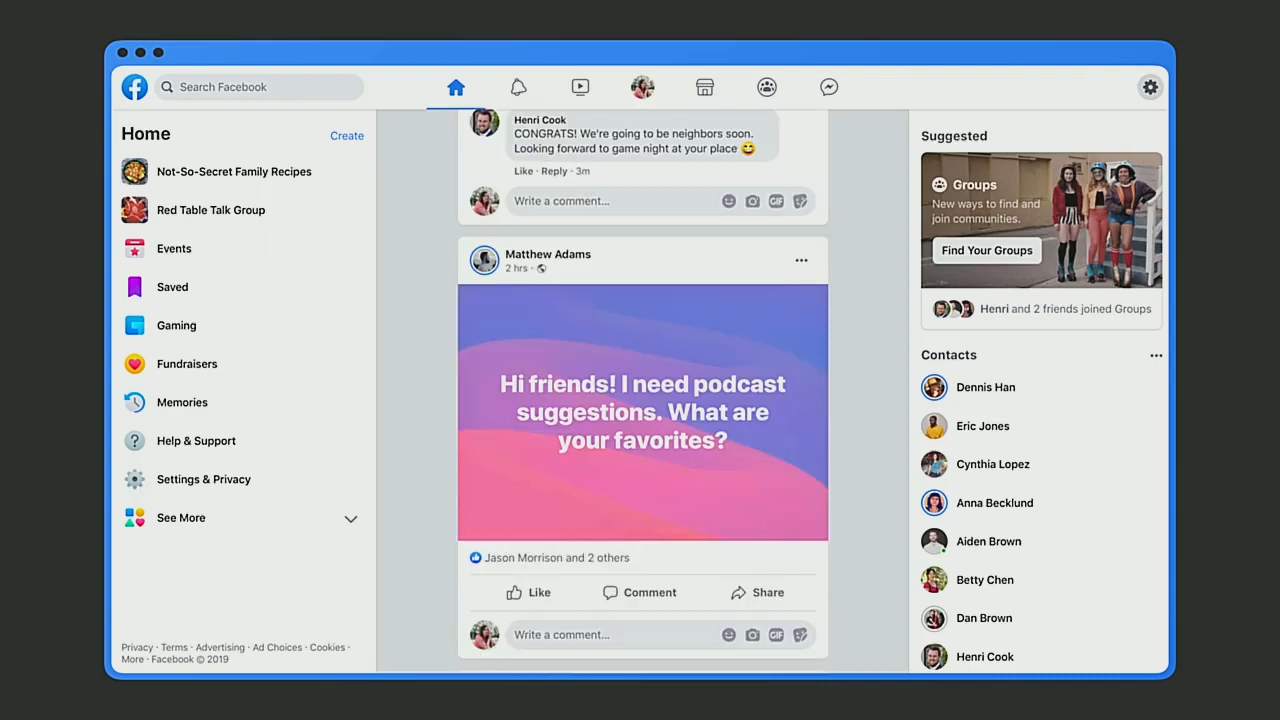 Search Facebook
Home
Create
Not-So-Secret Family Recipes
Red Table Talk Group
Events
Saved
Gaming
Fundraisers
Memories
Help & Support
Settings & Privacy
See More
Privacy · Terms · Advertising · Ad Choices · Cookies ·
More · Facebook © 2019
Henri Cook
CONGRATS! We're going to be neighbors soon.
Looking forward to game night at your place 😄
Like · Reply · 3m
Write a comment...
GIF
Matthew Adams
2 hrs ·
Hi friends! I need podcast
suggestions. What are
your favorites?
Jason Morrison and 2 others
Like
Comment
Share
Write a comment...
GIF
Suggested
Groups
New ways to find and
join communities.
Find Your Groups
Henri and 2 friends joined Groups
Contacts
Dennis Han
Eric Jones
Cynthia Lopez
Anna Becklund
Aiden Brown
Betty Chen
Dan Brown
Henri Cook